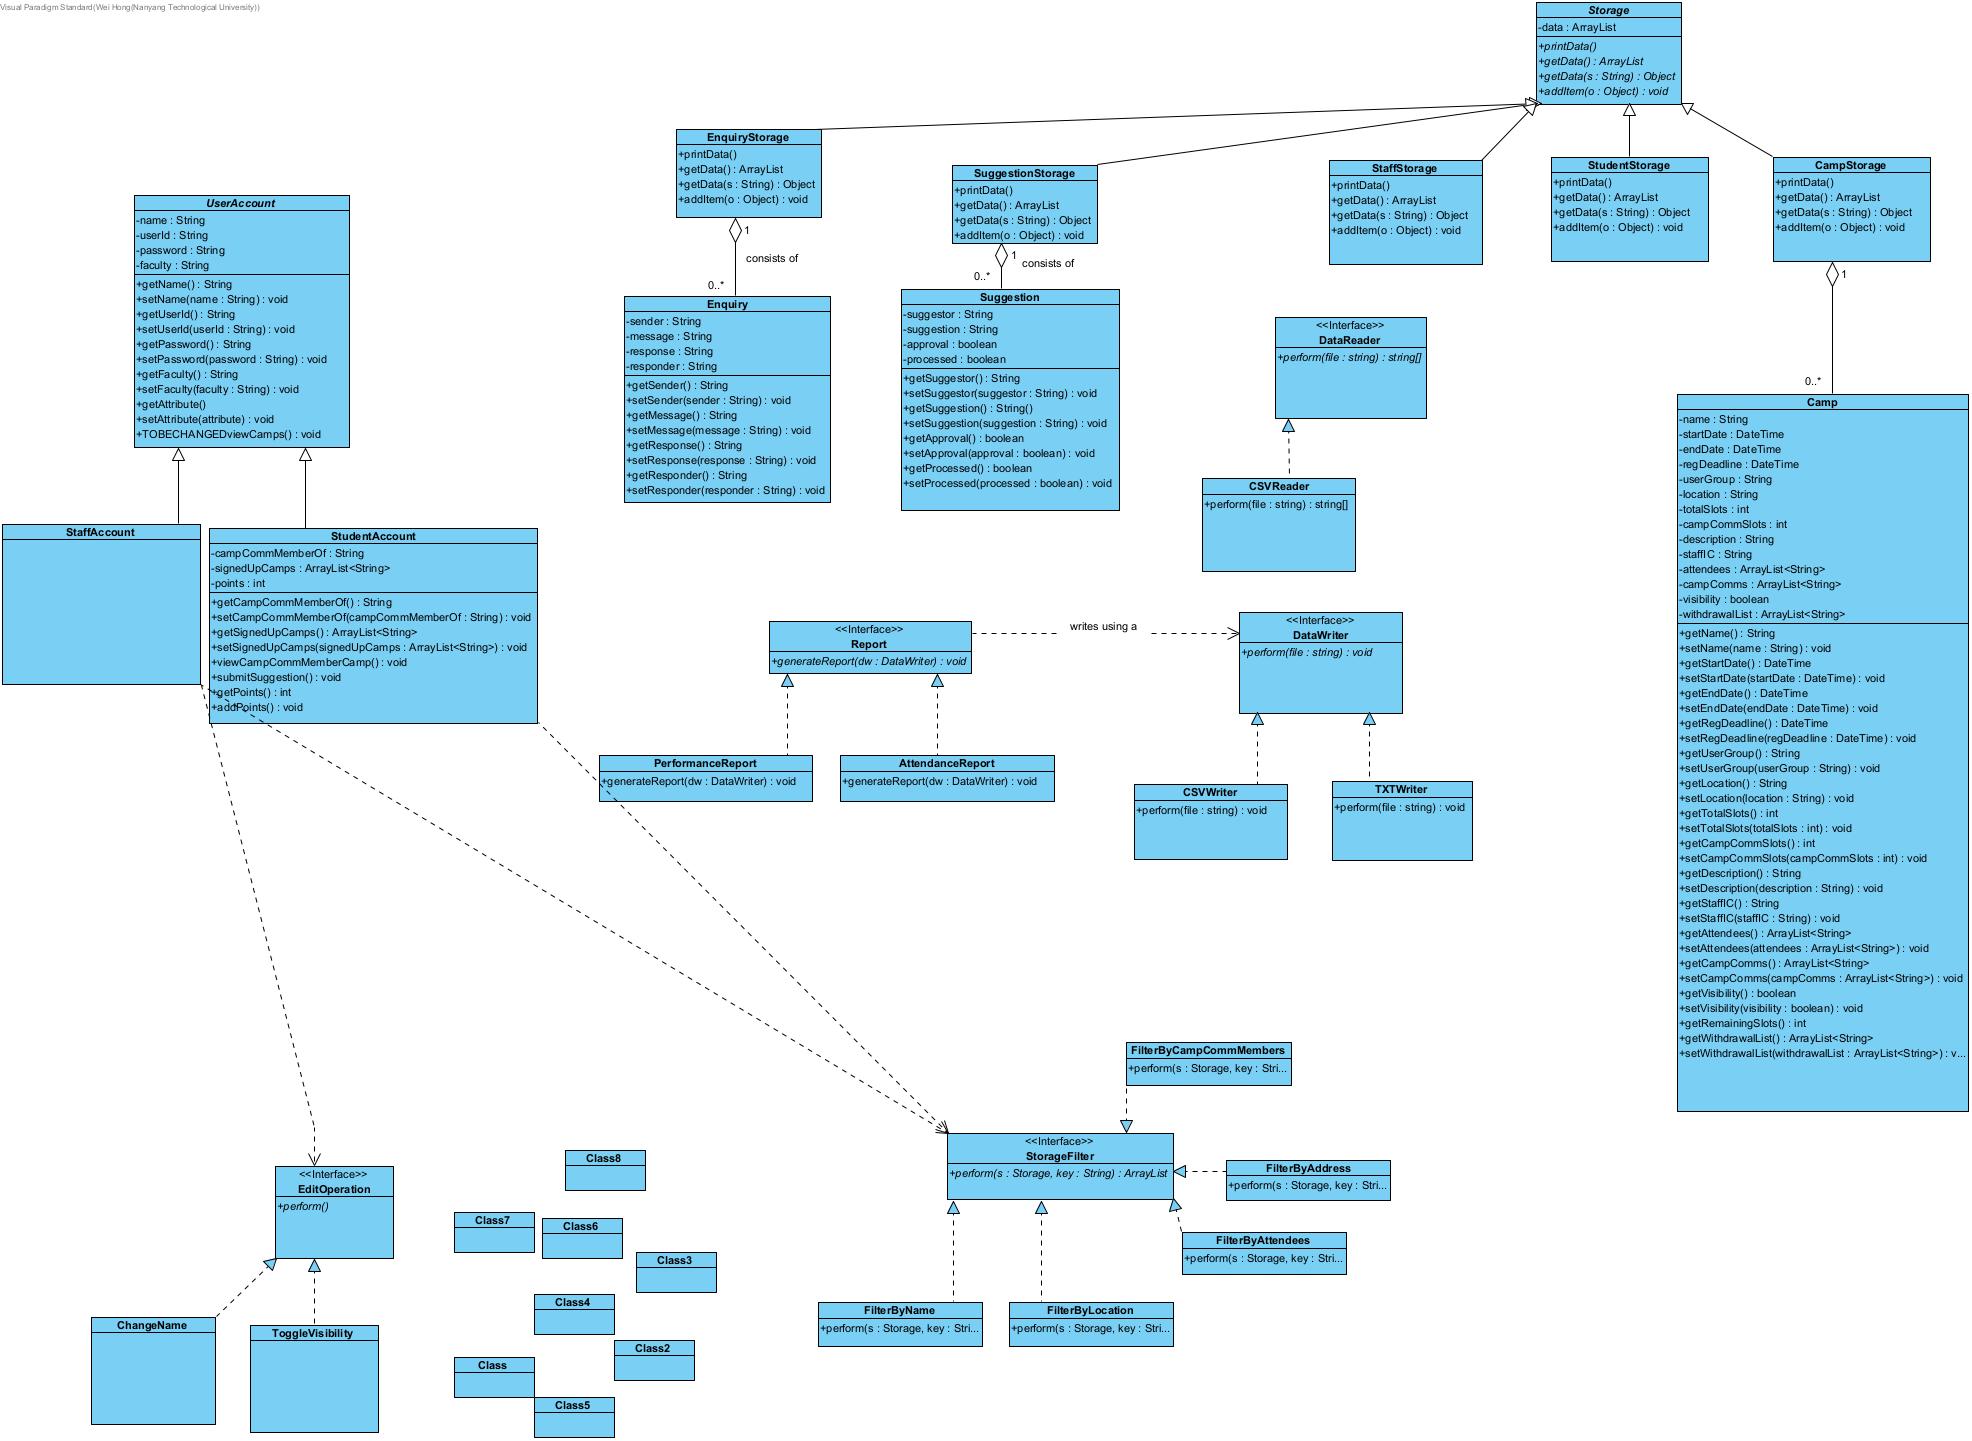 Visual Paradigm Standard(Wei Hong(Nanyang Technological University))
Storage
-data : ArrayList
+printData()
+getData() : ArrayList
+getData(s : String) : Object
+addItem(o : Object) : void
EnquiryStorage
+printData()
+getData() : ArrayList
+getData(s : String) : Object
+addItem(o : Object) : void
1
consists of
0..*
SuggestionStorage
+printData()
+getData() : ArrayList
+getData(s : String) : Object
+addItem(o : Object) : void
1
consists of
0..*
StaffStorage
+printData()
+getData() : ArrayList
+getData(s : String) : Object
+addItem(o : Object) : void
StudentStorage
+printData()
+getData() : ArrayList
+getData(s : String) : Object
+addItem(o : Object) : void
CampStorage
+printData()
+getData() : ArrayList
+getData(s : String) : Object
+addItem(o : Object) : void
1
0..*
UserAccount
-name : String
-userId : String
-password : String
-faculty : String
+getName() : String
+setName(name : String) : void
+getUserId() : String
+setUserId(userId : String) : void
+getPassword() : String
+setPassword(password : String) : void
+getFaculty() : String
+setFaculty(faculty : String) : void
+getAttribute()
+setAttribute(attribute) : void
+TOBECHANGEDviewCamps() : void
Enquiry
-sender : String
-message : String
-response : String
-responder : String
+getSender() : String
+setSender(sender : String) : void
+getMessage() : String
+setMessage(message : String) : void
+getResponse() : String
+setResponse(response : String) : void
+getResponder() : String
+setResponder(responder : String) : void
Suggestion
-suggestor : String
-suggestion : String
-approval : boolean
-processed : boolean
+getSuggestor() : String
+setSuggestor(suggestor : String) : void
+getSuggestion() : String()
+setSuggestion(suggestion : String) : void
+getApproval() : boolean
+setApproval(approval : boolean) : void
+getProcessed() : boolean
+setProcessed(processed : boolean) : void
<<Interface>>
DataReader
+perform(file : string) : string[]
CSVReader
+perform(file : string) : string[]
Camp
-name : String
-startDate : DateTime
-endDate : DateTime
-regDeadline : DateTime
-userGroup : String
-location : String
-totalSlots : int
-campCommSlots : int
-description : String
-staffIC : String
-attendees : ArrayList<String>
-campComms : ArrayList<String>
-visibility : boolean
-withdrawalList : ArrayList<String>
+getName() : String
+setName(name : String) : void
+getStartDate() : DateTime
+setStartDate(startDate : DateTime) : void
+getEndDate() : DateTime
+setEndDate(endDate : DateTime) : void
+getRegDeadline() : DateTime
+setRegDeadline(regDeadline : DateTime) : void
+getUserGroup() : String
+setUserGroup(userGroup : String) : void
+getLocation() : String
+setLocation(location : String) : void
+getTotalSlots() : int
+setTotalSlots(totalSlots : int) : void
+getCampCommSlots() : int
+setCampCommSlots(campCommSlots : int) : void
+getDescription() : String
+setDescription(description : String) : void
+getStaffIC() : String
+setStaffIC(staffIC : String) : void
+getAttendees() : ArrayList<String>
+setAttendees(attendees : ArrayList<String>) : void
+getCampComms() : ArrayList<String>
+setCampComms(campComms : ArrayList<String>) : void
+getVisibility() : boolean
+setVisibility(visibility : boolean) : void
+getRemainingSlots() : int
+getWithdrawalList() : ArrayList<String>
+setWithdrawalList(withdrawalList : ArrayList<String>) : v...
StaffAccount
StudentAccount
-campCommMemberOf : String
-signedUpCamps : ArrayList<String>
-points : int
+getCampCommMemberOf() : String
+setCampCommMemberOf(campCommMemberOf : String) : void
+getSignedUpCamps() : ArrayList<String>
+setSignedUpCamps(signedUpCamps : ArrayList<String>) : void
+viewCampCommMemberCamp() : void
+submitSuggestion() : void
+getPoints() : int
+addPoints() : void
<<Interface>>
Report
+generateReport(dw : DataWriter) : void
writes using a
<<Interface>>
DataWriter
+perform(file : string) : void
PerformanceReport
+generateReport(dw : DataWriter) : void
AttendanceReport
+generateReport(dw : DataWriter) : void
CSVWriter
+perform(file : string) : void
TXTWriter
+perform(file : string) : void
FilterByCampCommMembers
+perform(s : Storage, key : Stri...
<<Interface>>
StorageFilter
+perform(s : Storage, key : String) : ArrayList
FilterByAddress
+perform(s : Storage, key : Stri...
FilterByAttendees
+perform(s : Storage, key : Stri...
FilterByName
+perform(s : Storage, key : Stri...
FilterByLocation
+perform(s : Storage, key : Stri...
<<Interface>>
EditOperation
+perform()
ChangeName
ToggleVisibility
Class8
Class7
Class6
Class3
Class4
Class2
Class
Class5